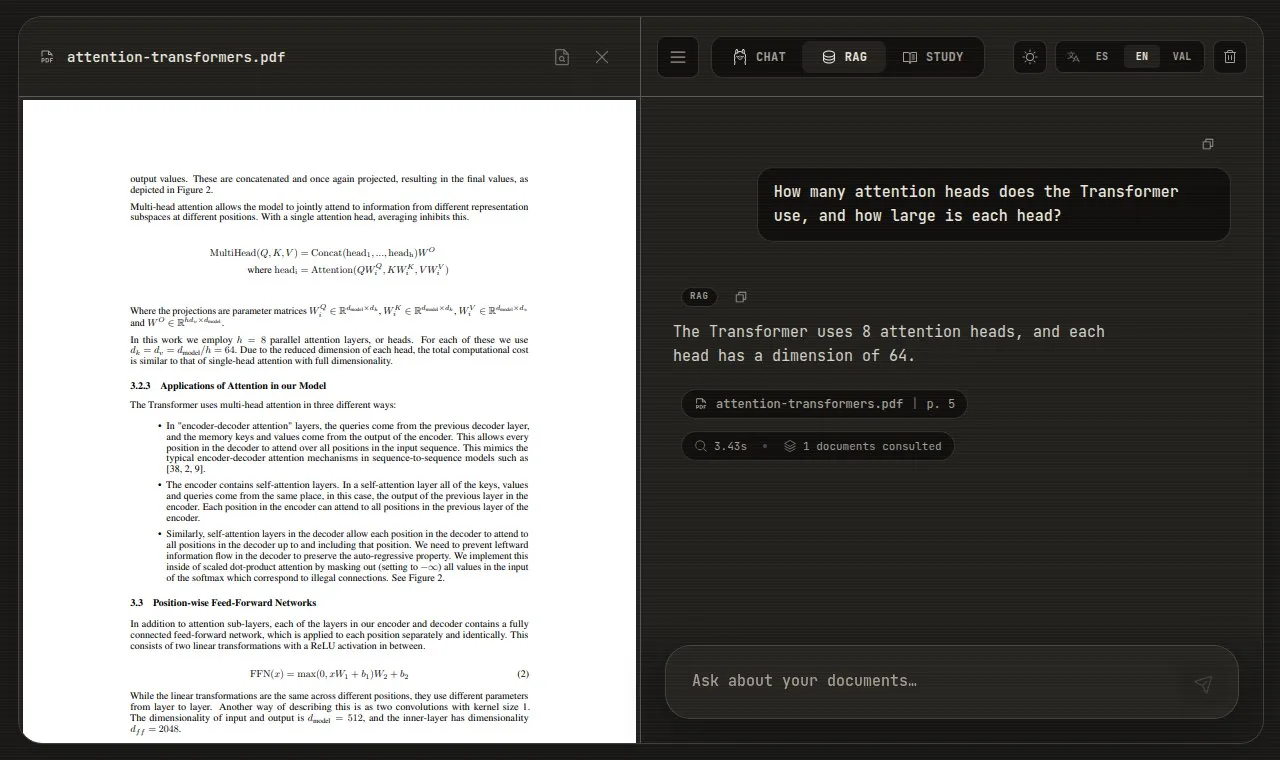 PDF attention-transformers.pdf
output values. These are concatenated and once again projected, resulting in the final values, as
depicted in Figure 2.
Multi-head attention allows the model to jointly attend to information from different representation
subspaces at different positions. With a single attention head, averaging inhibits this.
MultiHead(Q, K, V) = Concat(head₁, ..., headₕ)W^O
where headᵢ = Attention(QW_i^Q, KW_i^K, VW_i^V)
Where the projections are parameter matrices W_i^Q ∈ ℝ^{d_model×d_k}, W_i^K ∈ ℝ^{d_model×d_k}, W_i^V ∈ ℝ^{d_model×d_v}
and W^O ∈ ℝ^{hd_v×d_model}.
In this work we employ h = 8 parallel attention layers, or heads. For each of these we use
d_k = d_v = d_model/h = 64. Due to the reduced dimension of each head, the total computational cost
is similar to that of single-head attention with full dimensionality.
3.2.3 Applications of Attention in our Model
The Transformer uses multi-head attention in three different ways:
• In "encoder-decoder attention" layers, the queries come from the previous decoder layer,
and the memory keys and values come from the output of the encoder. This allows every
position in the decoder to attend over all positions in the input sequence. This mimics the
typical encoder-decoder attention mechanisms in sequence-to-sequence models such as
[38, 2, 9].
• The encoder contains self-attention layers. In a self-attention layer all of the keys, values
and queries come from the same place, in this case, the output of the previous layer in the
encoder. Each position in the encoder can attend to all positions in the previous layer of the
encoder.
• Similarly, self-attention layers in the decoder allow each position in the decoder to attend to
all positions in the decoder up to and including that position. We need to prevent leftward
information flow in the decoder to preserve the auto-regressive property. We implement this
inside of scaled dot-product attention by masking out (setting to −∞) all values in the input
of the softmax which correspond to illegal connections. See Figure 2.
3.3 Position-wise Feed-Forward Networks
In addition to attention sub-layers, each of the layers in our encoder and decoder contains a fully
connected feed-forward network, which is applied to each position separately and identically. This
consists of two linear transformations with a ReLU activation in between.
FFN(x) = max(0, xW₁ + b₁)W₂ + b₂ (2)
While the linear transformations are the same across different positions, they use different parameters
from layer to layer. Another way of describing this is as two convolutions with kernel size 1.
The dimensionality of input and output is d_model = 512, and the inner-layer has dimensionality
d_ff = 2048.
CHAT RAG STUDY ES EN VAL
How many attention heads does the Transformer
use, and how large is each head?
RAG
The Transformer uses 8 attention heads, and each
head has a dimension of 64.
PDF attention-transformers.pdf | p. 5
3.43s • 1 documents consulted
Ask about your documents…